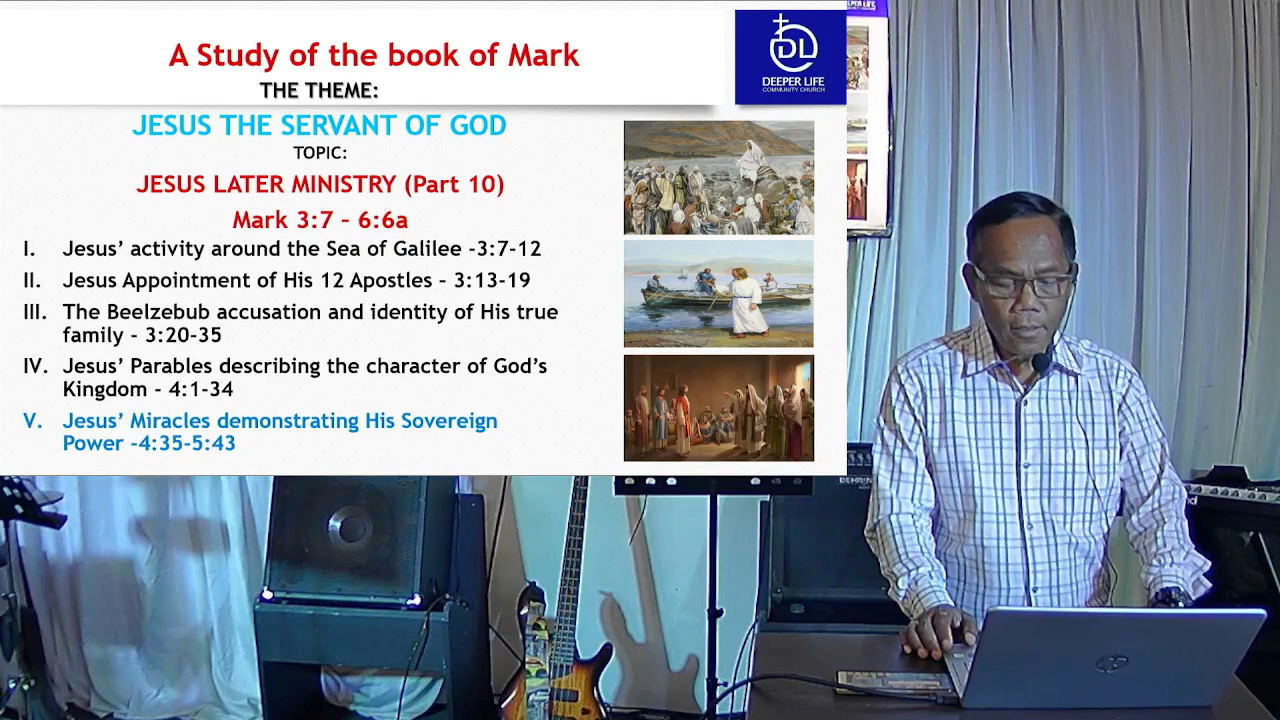 A Study of the book of Mark
THE THEME:
JESUS THE SERVANT OF GOD
TOPIC:
JESUS LATER MINISTRY (Part 10)
Mark 3:7 – 6:6a
I. Jesus’ activity around the Sea of Galilee -3:7-12
II. Jesus Appointment of His 12 Apostles – 3:13-19
III. The Beelzebub accusation and identity of His true
family – 3:20-35
IV. Jesus’ Parables describing the character of God’s
Kingdom – 4:1-34
V. Jesus’ Miracles demonstrating His Sovereign
Power -4:35-5:43
DL
DEEPER LIFE
COMMUNITY CHURCH
hp